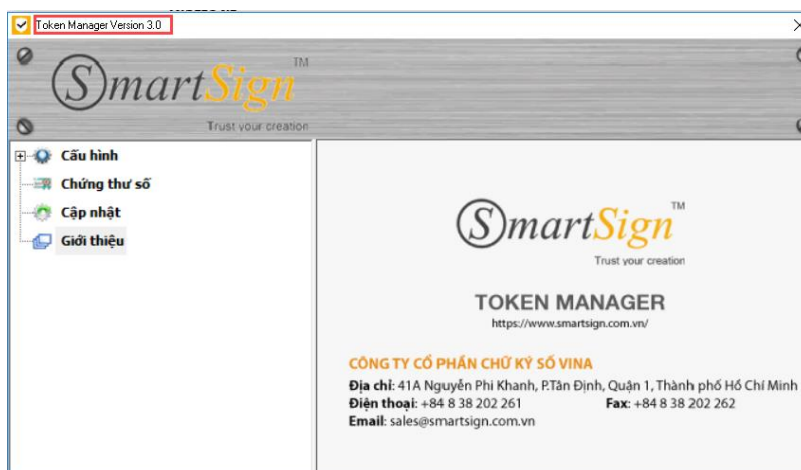 Token Manager Version 3.0
SmartSign™
Trust your creation
Cấu hình
Chứng thư số
Cập nhật
Giới thiệu
SmartSign™
Trust your creation
TOKEN MANAGER
https://www.smartsign.com.vn/
CÔNG TY CỔ PHẦN CHỮ KÝ SỐ VINA
Địa chỉ: 41A Nguyễn Phi Khanh, P.Tân Định, Quận 1, Thành phố Hồ Chí Minh
Điện thoại: +84 8 38 202 261 Fax: +84 8 38 202 262
Email: sales@smartsign.com.vn